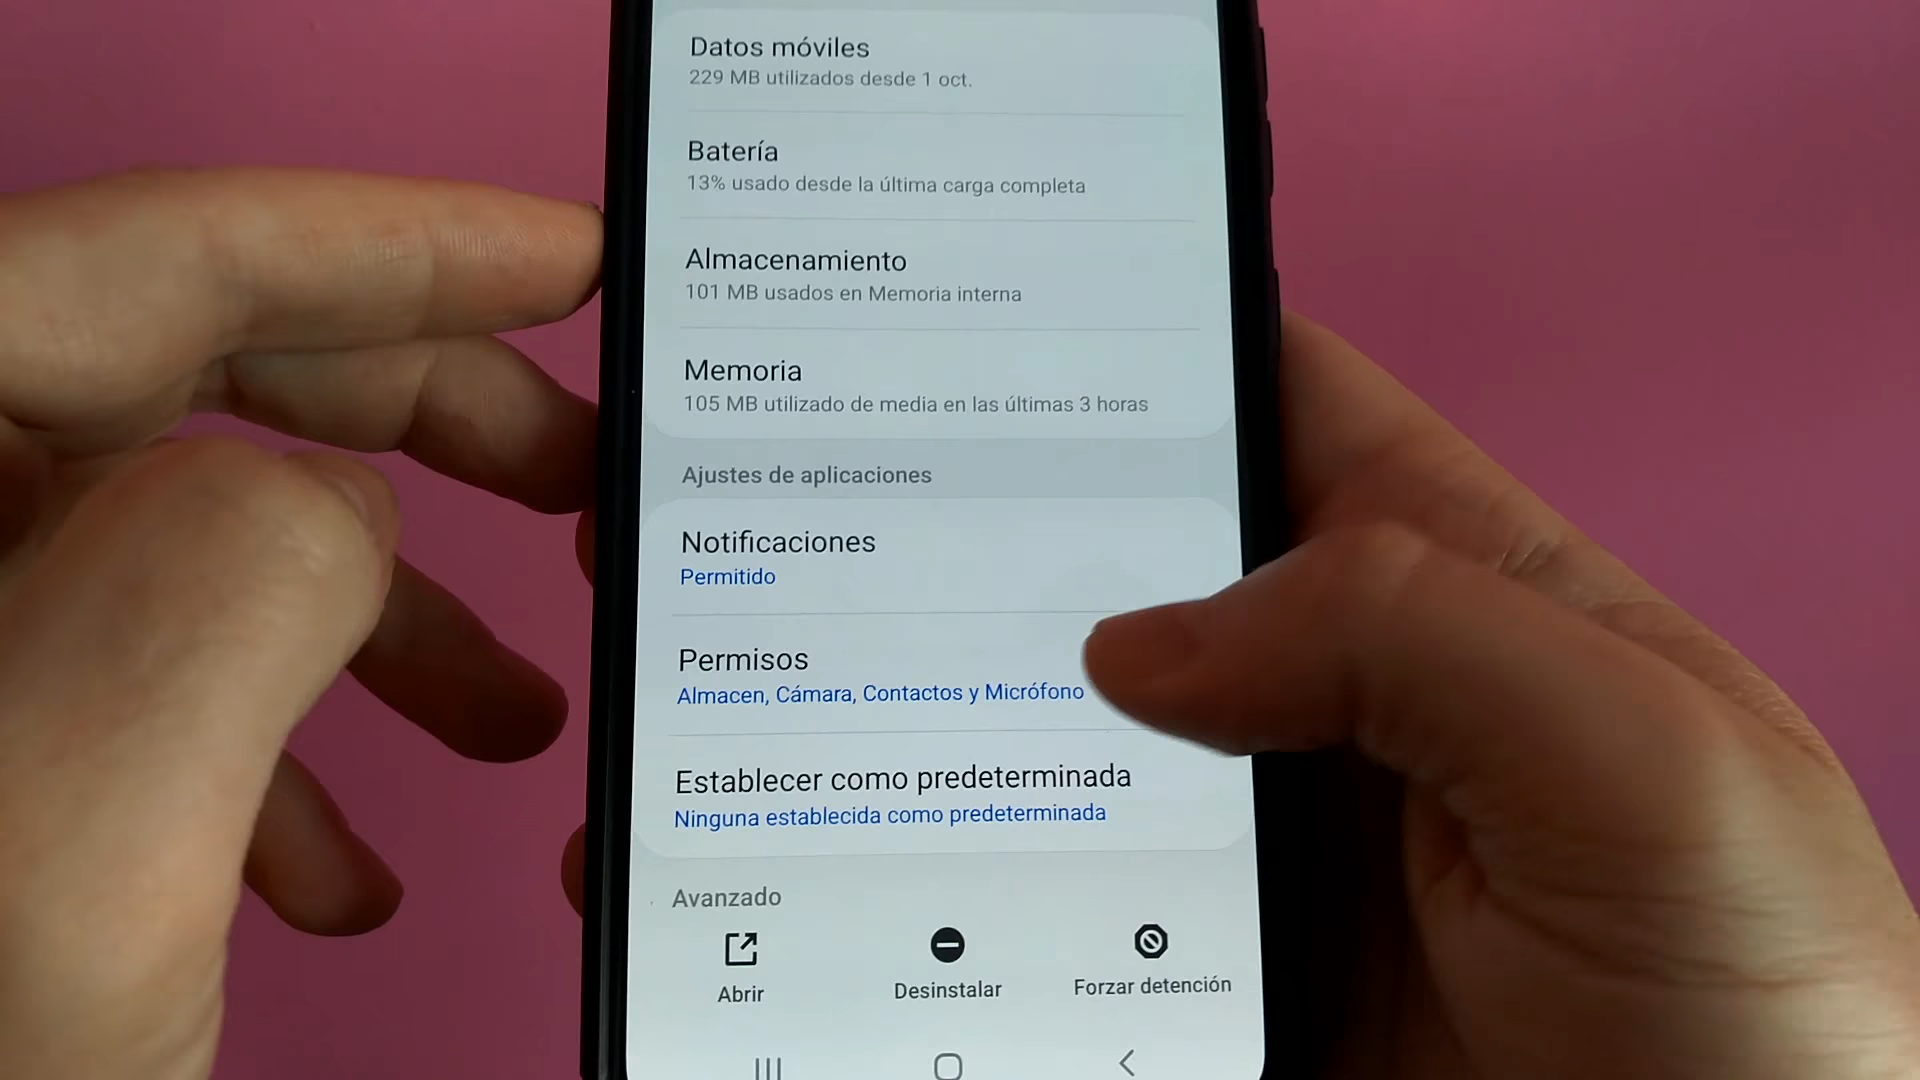 Datos móviles
229 MB utilizados desde 1 oct.
Batería
13% usado desde la última carga completa
Almacenamiento
101 MB usados en Memoria interna
Memoria
105 MB utilizado de media en las últimas 3 horas
Ajustes de aplicaciones
Notificaciones
Permitido
Permisos
Almacen, Cámara, Contactos y Micrófono
Establecer como predeterminada
Ninguna establecida como predeterminada
Avanzado
Abrir
Desinstalar
Forzar detención